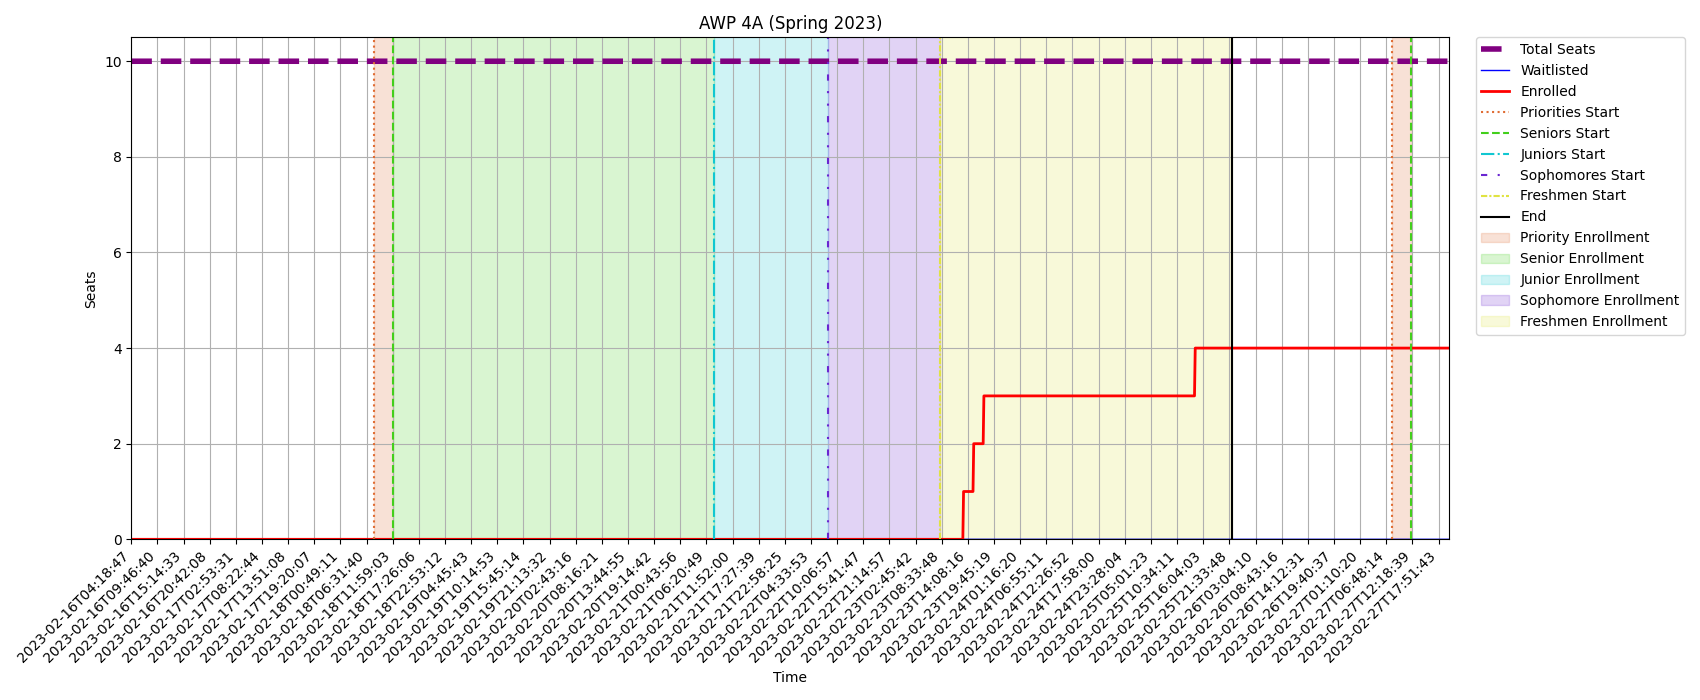 AWP 4A (Spring 2023)
10
8
6
4
2
0
Seats
2023-02-16T04:18:47
2023-02-16T09:46:40
2023-02-16T15:14:33
2023-02-16T20:42:08
2023-02-17T02:53:31
2023-02-17T08:22:44
2023-02-17T13:51:08
2023-02-17T19:20:07
2023-02-18T00:49:11
2023-02-18T06:31:40
2023-02-18T11:59:03
2023-02-18T17:26:06
2023-02-18T22:53:12
2023-02-19T04:45:43
2023-02-19T10:14:53
2023-02-19T15:45:14
2023-02-19T21:13:32
2023-02-20T02:43:16
2023-02-20T08:16:21
2023-02-20T13:44:55
2023-02-20T19:14:42
2023-02-21T00:43:56
2023-02-21T06:20:49
2023-02-21T11:52:00
2023-02-21T17:27:39
2023-02-21T22:58:25
2023-02-22T04:33:53
2023-02-22T10:06:57
2023-02-22T15:41:47
2023-02-22T21:14:57
2023-02-23T02:45:42
2023-02-23T08:33:48
2023-02-23T14:08:16
2023-02-23T19:45:19
2023-02-24T01:16:20
2023-02-24T06:55:11
2023-02-24T12:26:52
2023-02-24T17:58:00
2023-02-24T23:28:04
2023-02-25T05:01:23
2023-02-25T10:34:11
2023-02-25T16:04:03
2023-02-25T21:33:48
2023-02-26T03:04:10
2023-02-26T08:43:16
2023-02-26T14:12:31
2023-02-26T19:40:37
2023-02-27T01:10:20
2023-02-27T06:48:14
2023-02-27T12:18:39
2023-02-27T17:51:43
Time
Total Seats
Waitlisted
Enrolled
Priorities Start
Seniors Start
Juniors Start
Sophomores Start
Freshmen Start
End
Priority Enrollment
Senior Enrollment
Junior Enrollment
Sophomore Enrollment
Freshmen Enrollment